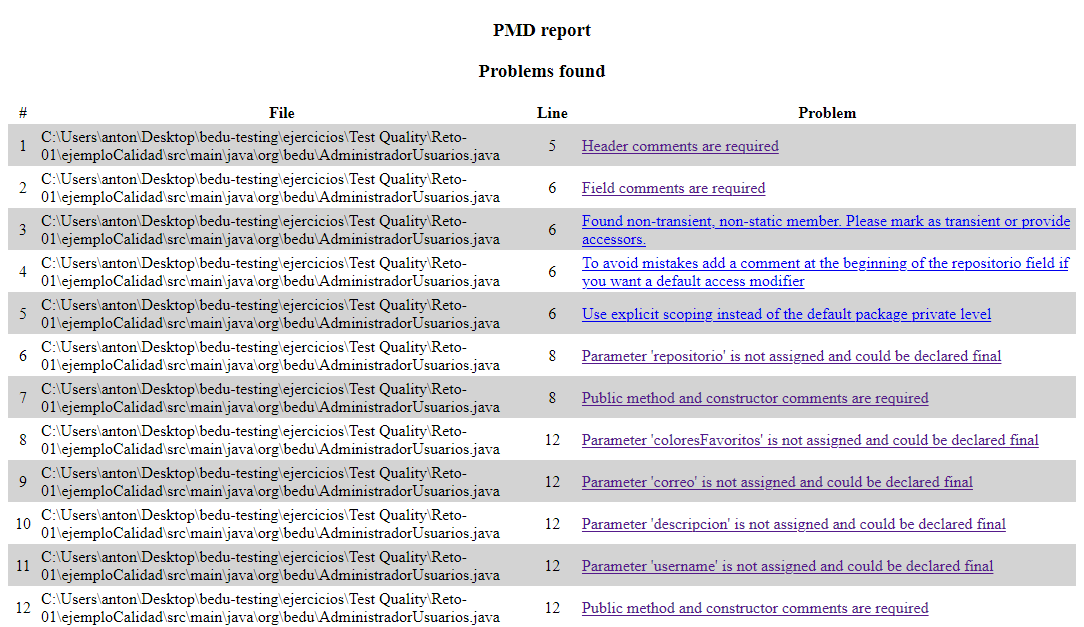 PMD report
Problems found
# File Line Problem
1 C:\Users\anton\Desktop\bedu-testing\ejercicios\Test Quality\Reto-01\ejemploCalidad\src\main\java\org\bedu\AdministradorUsuarios.java 5 Header comments are required
2 C:\Users\anton\Desktop\bedu-testing\ejercicios\Test Quality\Reto-01\ejemploCalidad\src\main\java\org\bedu\AdministradorUsuarios.java 6 Field comments are required
3 C:\Users\anton\Desktop\bedu-testing\ejercicios\Test Quality\Reto-01\ejemploCalidad\src\main\java\org\bedu\AdministradorUsuarios.java 6 Found non-transient, non-static member. Please mark as transient or provide accessors.
4 C:\Users\anton\Desktop\bedu-testing\ejercicios\Test Quality\Reto-01\ejemploCalidad\src\main\java\org\bedu\AdministradorUsuarios.java 6 To avoid mistakes add a comment at the beginning of the repositorio field if you want a default access modifier
5 C:\Users\anton\Desktop\bedu-testing\ejercicios\Test Quality\Reto-01\ejemploCalidad\src\main\java\org\bedu\AdministradorUsuarios.java 6 Use explicit scoping instead of the default package private level
6 C:\Users\anton\Desktop\bedu-testing\ejercicios\Test Quality\Reto-01\ejemploCalidad\src\main\java\org\bedu\AdministradorUsuarios.java 8 Parameter 'repositorio' is not assigned and could be declared final
7 C:\Users\anton\Desktop\bedu-testing\ejercicios\Test Quality\Reto-01\ejemploCalidad\src\main\java\org\bedu\AdministradorUsuarios.java 8 Public method and constructor comments are required
8 C:\Users\anton\Desktop\bedu-testing\ejercicios\Test Quality\Reto-01\ejemploCalidad\src\main\java\org\bedu\AdministradorUsuarios.java 12 Parameter 'coloresFavoritos' is not assigned and could be declared final
9 C:\Users\anton\Desktop\bedu-testing\ejercicios\Test Quality\Reto-01\ejemploCalidad\src\main\java\org\bedu\AdministradorUsuarios.java 12 Parameter 'correo' is not assigned and could be declared final
10 C:\Users\anton\Desktop\bedu-testing\ejercicios\Test Quality\Reto-01\ejemploCalidad\src\main\java\org\bedu\AdministradorUsuarios.java 12 Parameter 'descripcion' is not assigned and could be declared final
11 C:\Users\anton\Desktop\bedu-testing\ejercicios\Test Quality\Reto-01\ejemploCalidad\src\main\java\org\bedu\AdministradorUsuarios.java 12 Parameter 'username' is not assigned and could be declared final
12 C:\Users\anton\Desktop\bedu-testing\ejercicios\Test Quality\Reto-01\ejemploCalidad\src\main\java\org\bedu\AdministradorUsuarios.java 12 Public method and constructor comments are required